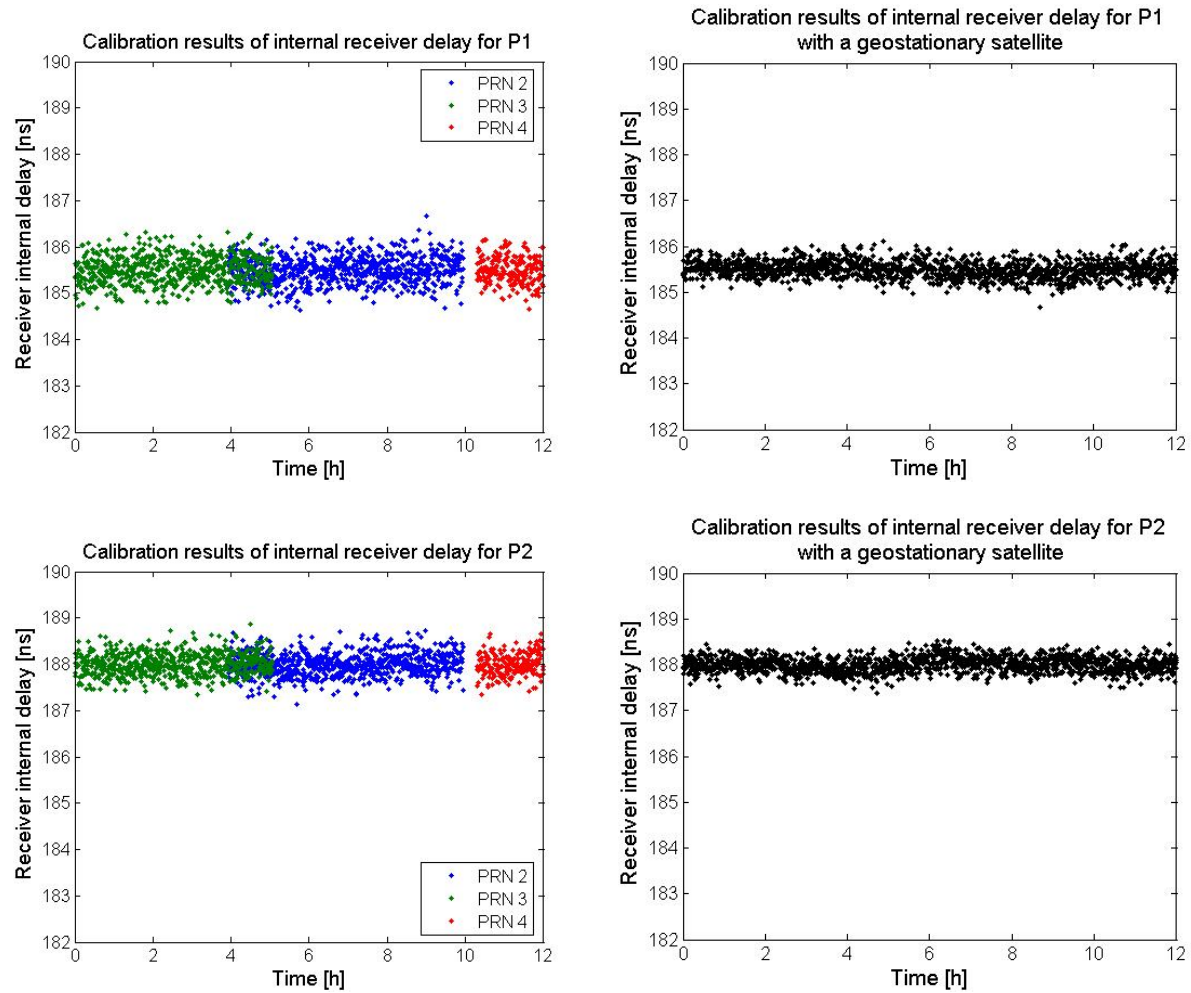 Calibration results of internal receiver delay for P1
190
189
188
187
186
185
184
183
182
Receiver internal delay [ns]
PRN 2
PRN 3
PRN 4
0 2 4 6 8 10 12
Time [h]
Calibration results of internal receiver delay for P1
with a geostationary satellite
190
189
188
187
186
185
184
183
182
Receiver internal delay [ns]
0 2 4 6 8 10 12
Time [h]
Calibration results of internal receiver delay for P2
190
189
188
187
186
185
184
183
182
Receiver internal delay [ns]
PRN 2
PRN 3
PRN 4
0 2 4 6 8 10 12
Time [h]
Calibration results of internal receiver delay for P2
with a geostationary satellite
190
189
188
187
186
185
184
183
182
Receiver internal delay [ns]
0 2 4 6 8 10 12
Time [h]